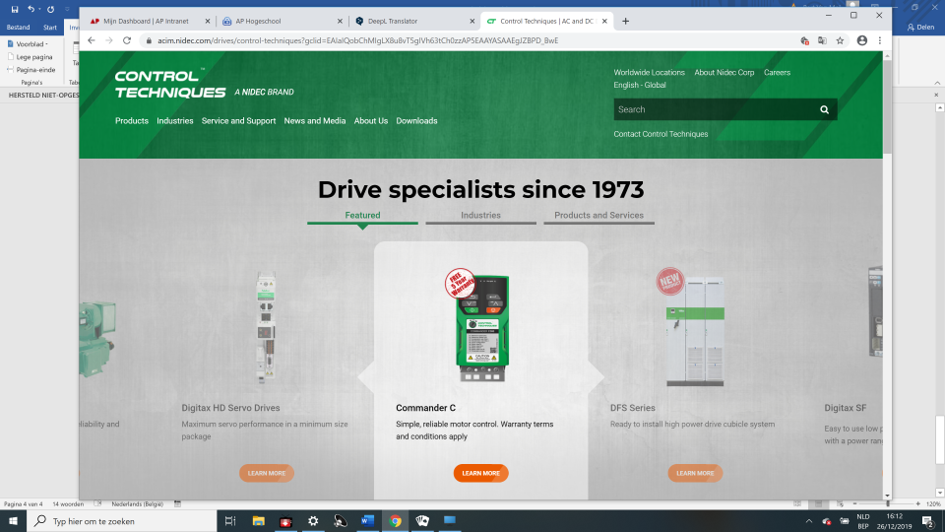 Mijn Dashboard | AP Intranet
AP Hogeschool
DeepL Translator
Control Techniques | AC and DC
Bestand
Start
Delen
acim.nidec.com/drives/control-techniques?gclid=EAIaIQobChMIgLX8u8vT5gIVh63tCh0zzAP5EAAYASAAEgJZBPD_BwE
Voorblad
Lege pagina
Pagina-einde
Pagina's
HERSTELD NIET-OPGES
CONTROL
TECHNIQUES
A NIDEC BRAND
Worldwide Locations
About Nidec Corp
Careers
English - Global
Search
Contact Control Techniques
Products
Industries
Service and Support
News and Media
About Us
Downloads
Drive specialists since 1973
Featured
Industries
Products and Services
FREE
5 Year
Warranty
NEW
PRODUCT
CONTROL
TECHNIQUES
CAUTION
Digitax HD Servo Drives
Maximum servo performance in a minimum size
package
LEARN MORE
Commander C
Simple, reliable motor control. Warranty terms
and conditions apply
LEARN MORE
DFS Series
Ready to install high power drive cubicle system
LEARN MORE
Digitax SF
Easy to use low p
with a power rang
Pagina 4 van 4
14 woorden
Nederlands (België)
120%
Typ hier om te zoeken
NLD
BEP
16:12
26/12/2019